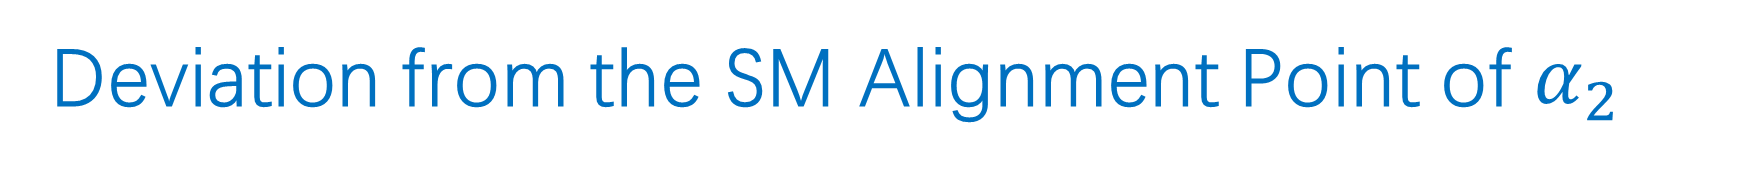 Deviation from the SM Alignment Point of α₂